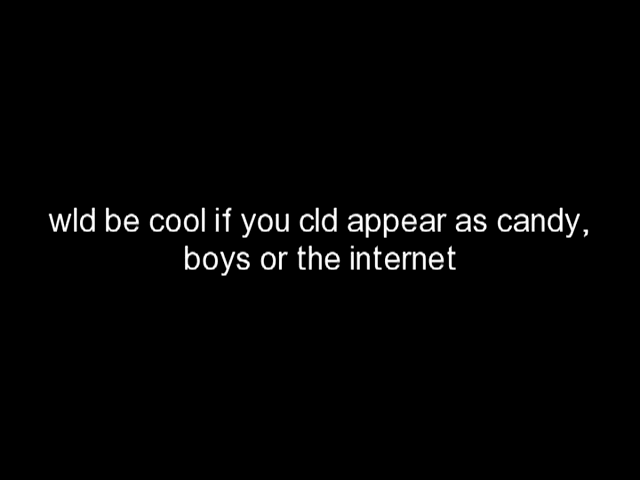 wld be cool if you cld appear as candy,
boys or the internet